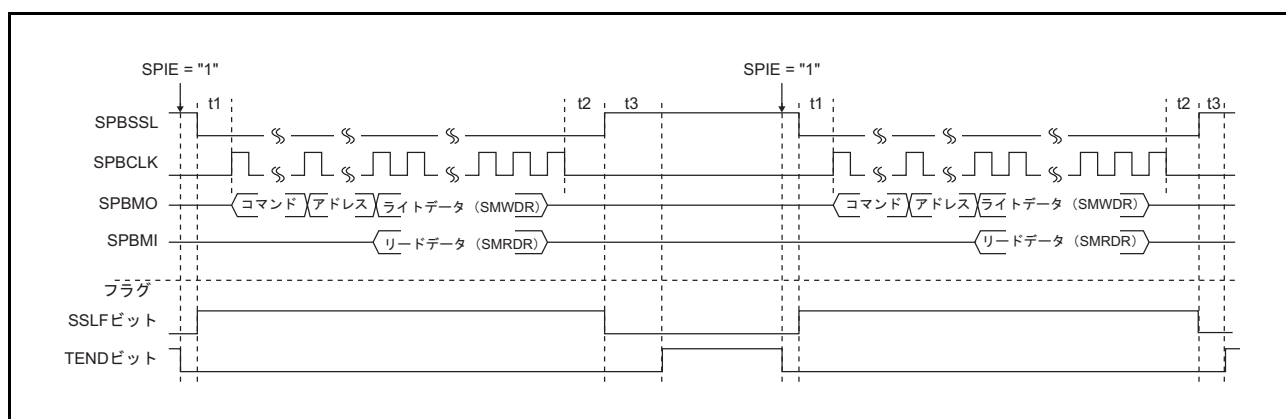 SPIE = "1" SPIE = "1"
t1 t2 t3 t1 t2 t3
SPBSSL
SPBCLK
SPBMO コマンド アドレス ライトデータ（SMWDR） コマンド アドレス ライトデータ（SMWDR）
SPBMI リードデータ（SMRDR） リードデータ（SMRDR）
フラグ
SSLFビット
TENDビット